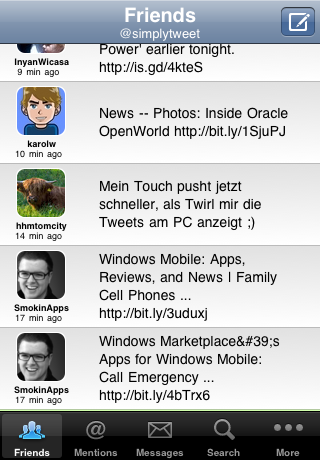 Friends
@simplytweet
Power' earlier tonight.
http://is.gd/4kteS
InyanWicasa
9 min ago
News -- Photos: Inside Oracle
OpenWorld http://bit.ly/1SjuPJ
karolw
10 min ago
Mein Touch pusht jetzt
schneller, als Twirl mir die
Tweets am PC anzeigt ;)
hhmtomcity
14 min ago
Windows Mobile: Apps,
Reviews, and News | Family
Cell Phones ...
http://bit.ly/3uduxj
SmokinApps
17 min ago
Windows Marketplace&#39;s
Apps for Windows Mobile:
Call Emergency ...
http://bit.ly/4bTrx6
SmokinApps
17 min ago
Friends
@
Mentions
Messages
Search
More